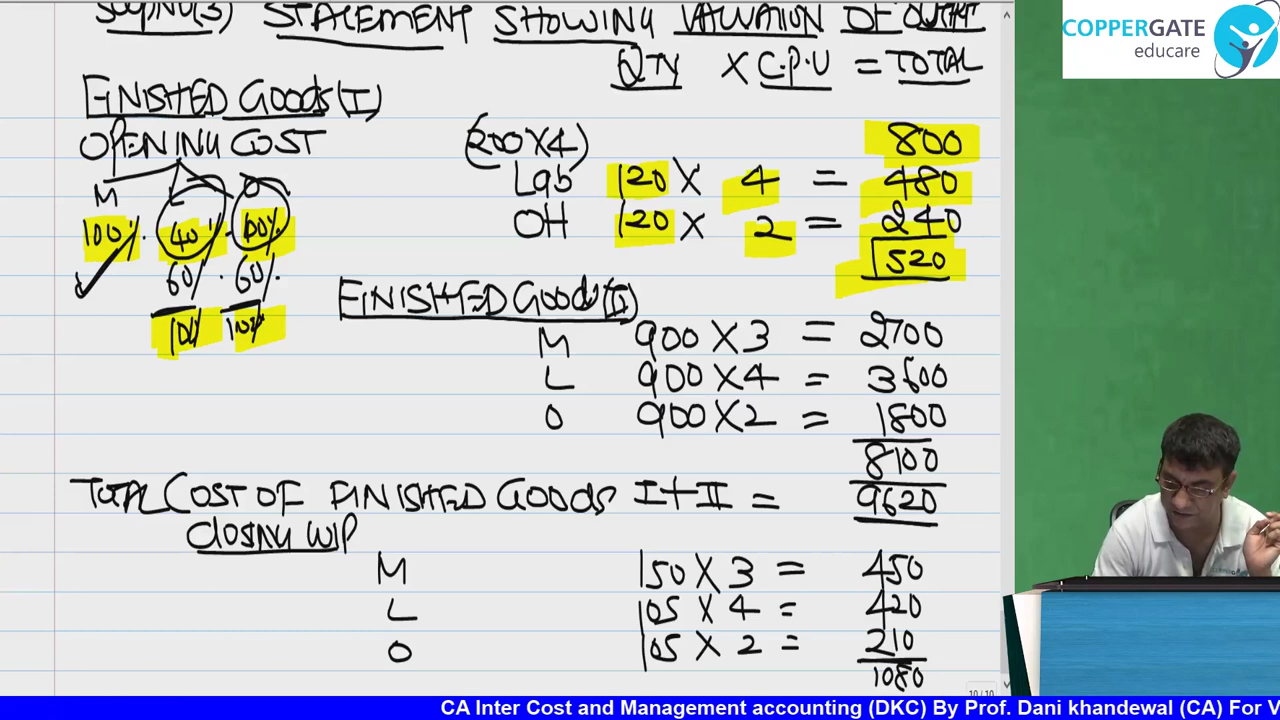 STATEMENT SHOWING VALUATION OF OUTPUT
QTY X C.P.U = TOTAL
FINISHED GOODS (I)
OPENING COST (200X4) 800
M L O
Lab 120 X 4 = 480
100% 40% 100%
OH 120 X 2 = 240
60% 60%
1520
100% 100%
FINISHED GOODS (II)
M 900 X 3 = 2700
L 900 X 4 = 3600
O 900 X 2 = 1800
8100
TOTAL COST OF FINISHED GOODS I + II = 9620
CLOSING WIP
M 150 X 3 = 450
L 105 X 4 = 420
O 105 X 2 = 210
1080
10/10
COPPERGATE
educare
CA Inter Cost and Management accounting (DKC) By Prof. Dani khandewal (CA) For V